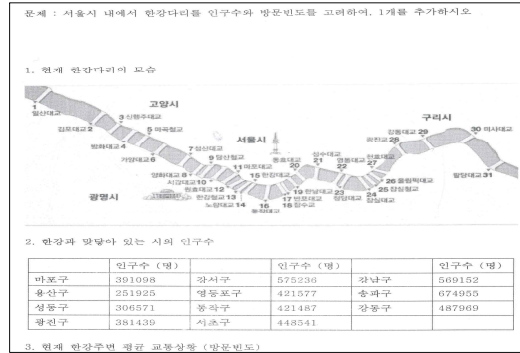 문제 : 서울시 내에서 한강다리를 인구수와 방문빈도를 고려하여, 1개를 추가하시오
1. 현재 한강다리의 모습
고양시
구리시
서울시
광명시
1 일산대교
김포대교 2
3 신행주대교
방화대교 4
5 마곡철교
가양대교 6
7 성산대교
양화대교 8
9 당산철교
서강대교 10
11 마포대교
원효대교 12
한강철교 13
노량대교 14
15 한강대교
16 동작대교
17 반포대교
18 잠수교
19 한남대교
동호대교 20
성수대교 21
영동대교 22
23 청담대교
24 잠실대교
25 잠실철교
26 올림픽대교
천호대교 27
28
강동대교 29
30 미사대교
팔당대교 31
2. 한강과 맞닿아 있는 시의 인구수
인구수 (명) 인구수 (명) 인구수 (명)
마포구 391098 강서구 575236 강남구 569152
용산구 251925 영등포구 421577 송파구 674955
성동구 306571 동작구 421487 강동구 487969
광진구 381439 서초구 448541
3. 현재 한강주변 평균 교통상황 (방문빈도)